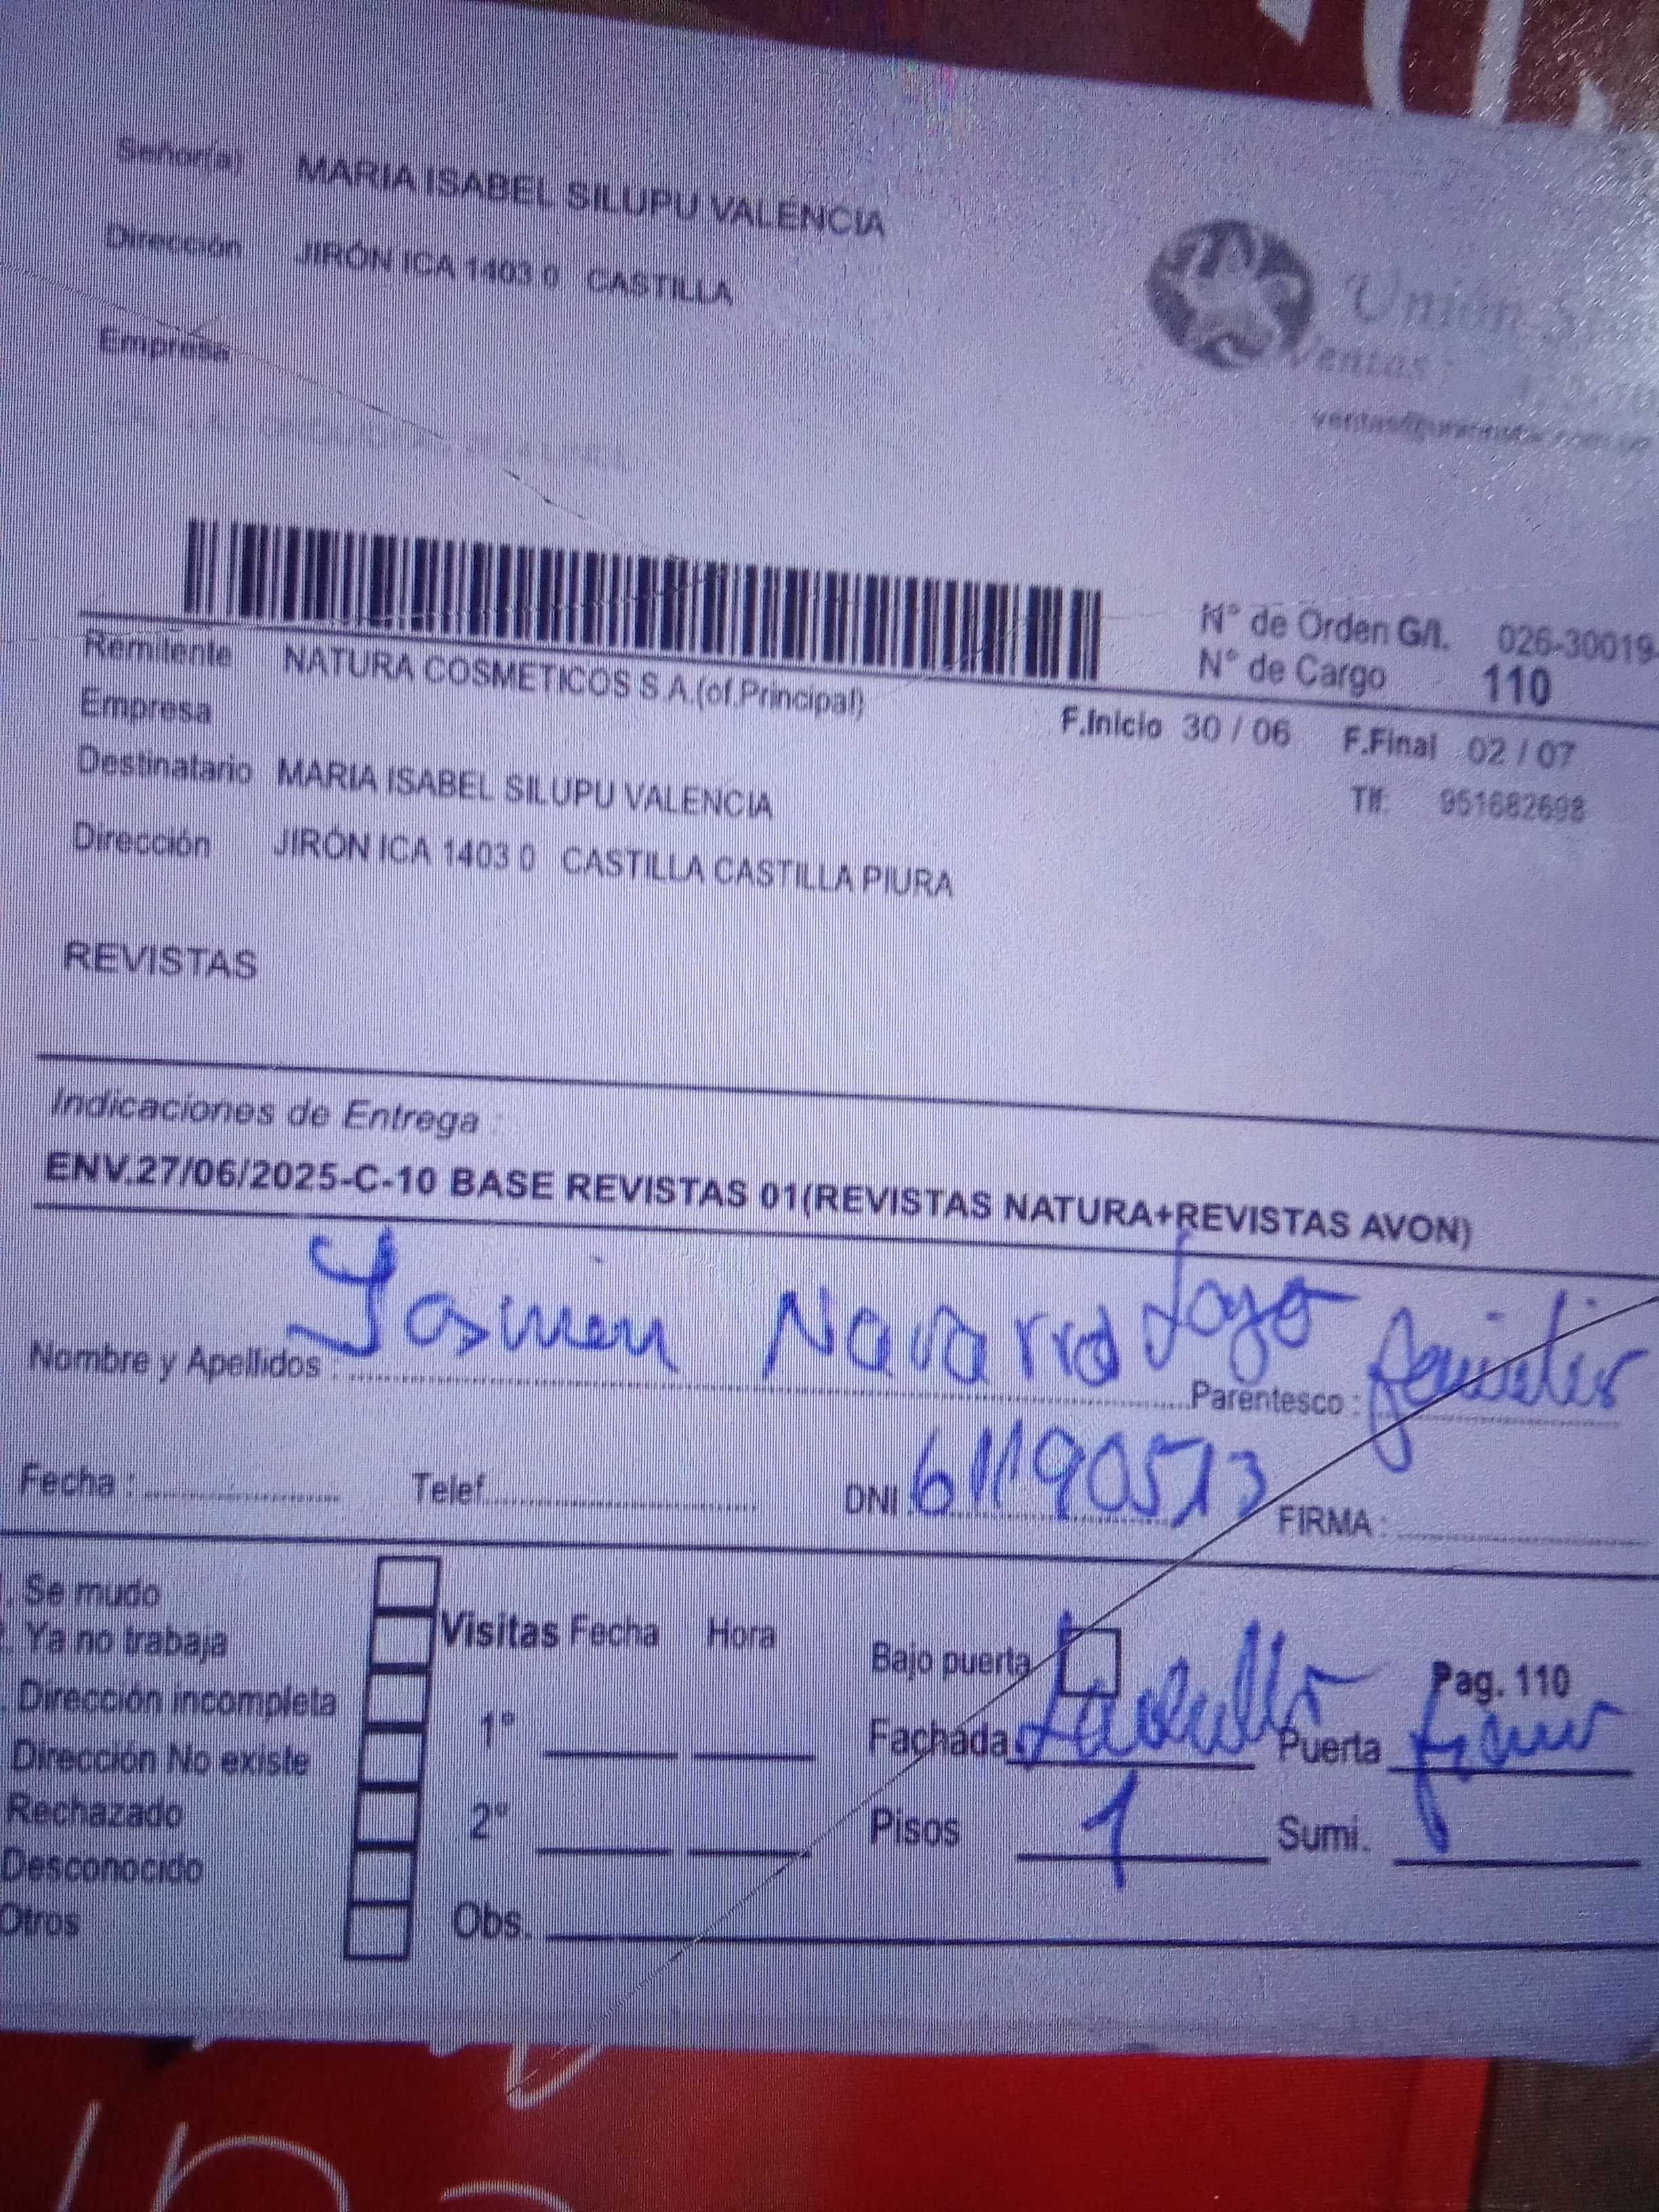 Señor(a) MARIA ISABEL SILUPU VALENCIA
Dirección JIRÓN ICA 1403 0 CASTILLA
Empresa
Unión
Ventas:
N° de Orden G/I. 026-30019-
N° de Cargo 110
Remitente NATURA COSMETICOS S.A.(of.Principal)
Empresa
F.Inicio 30 / 06 F.Final 02 / 07
Destinatario MARIA ISABEL SILUPU VALENCIA
Tlf: 951682698
Dirección JIRÓN ICA 1403 0 CASTILLA CASTILLA PIURA
REVISTAS
Indicaciones de Entrega :
ENV.27/06/2025-C-10 BASE REVISTAS 01(REVISTAS NATURA+REVISTAS AVON)
Nombre y Apellidos : Navarro Parentesco :
Fecha : Telef. DNI 61190513 FIRMA :
Se mudo
Ya no trabaja
Dirección incompleta
Dirección No existe
Rechazado
Desconocido
Otros
Visitas Fecha Hora
1°
2°
Obs.
Bajo puerta
Pag. 110
Fachada Ladrillo Puerta
Pisos 1 Sumi.